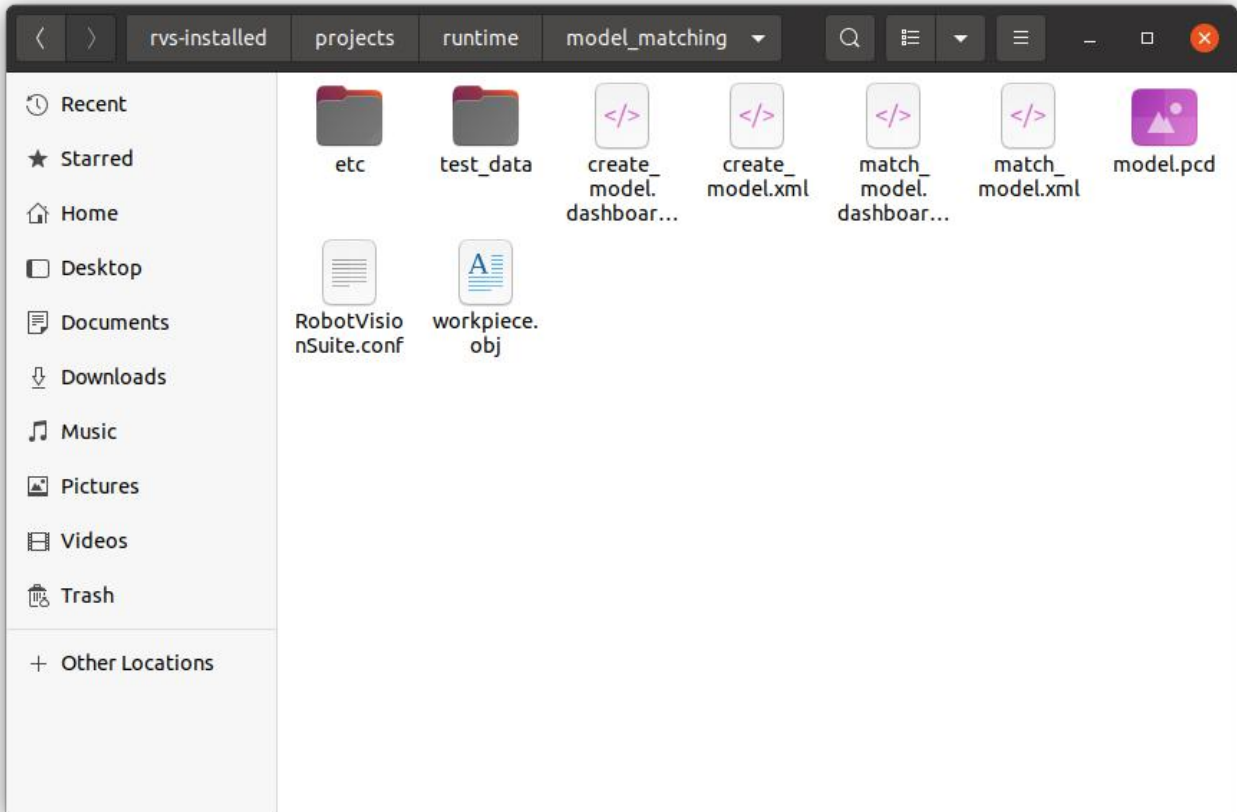 rvs-installed projects runtime model_matching
Recent
Starred
Home
Desktop
Documents
Downloads
Music
Pictures
Videos
Trash
Other Locations
etc
test_data
create_
model.
dashboar...
create_
model.xml
match_
model.
dashboar...
match_
model.xml
model.pcd
RobotVisio
nSuite.conf
workpiece.
obj